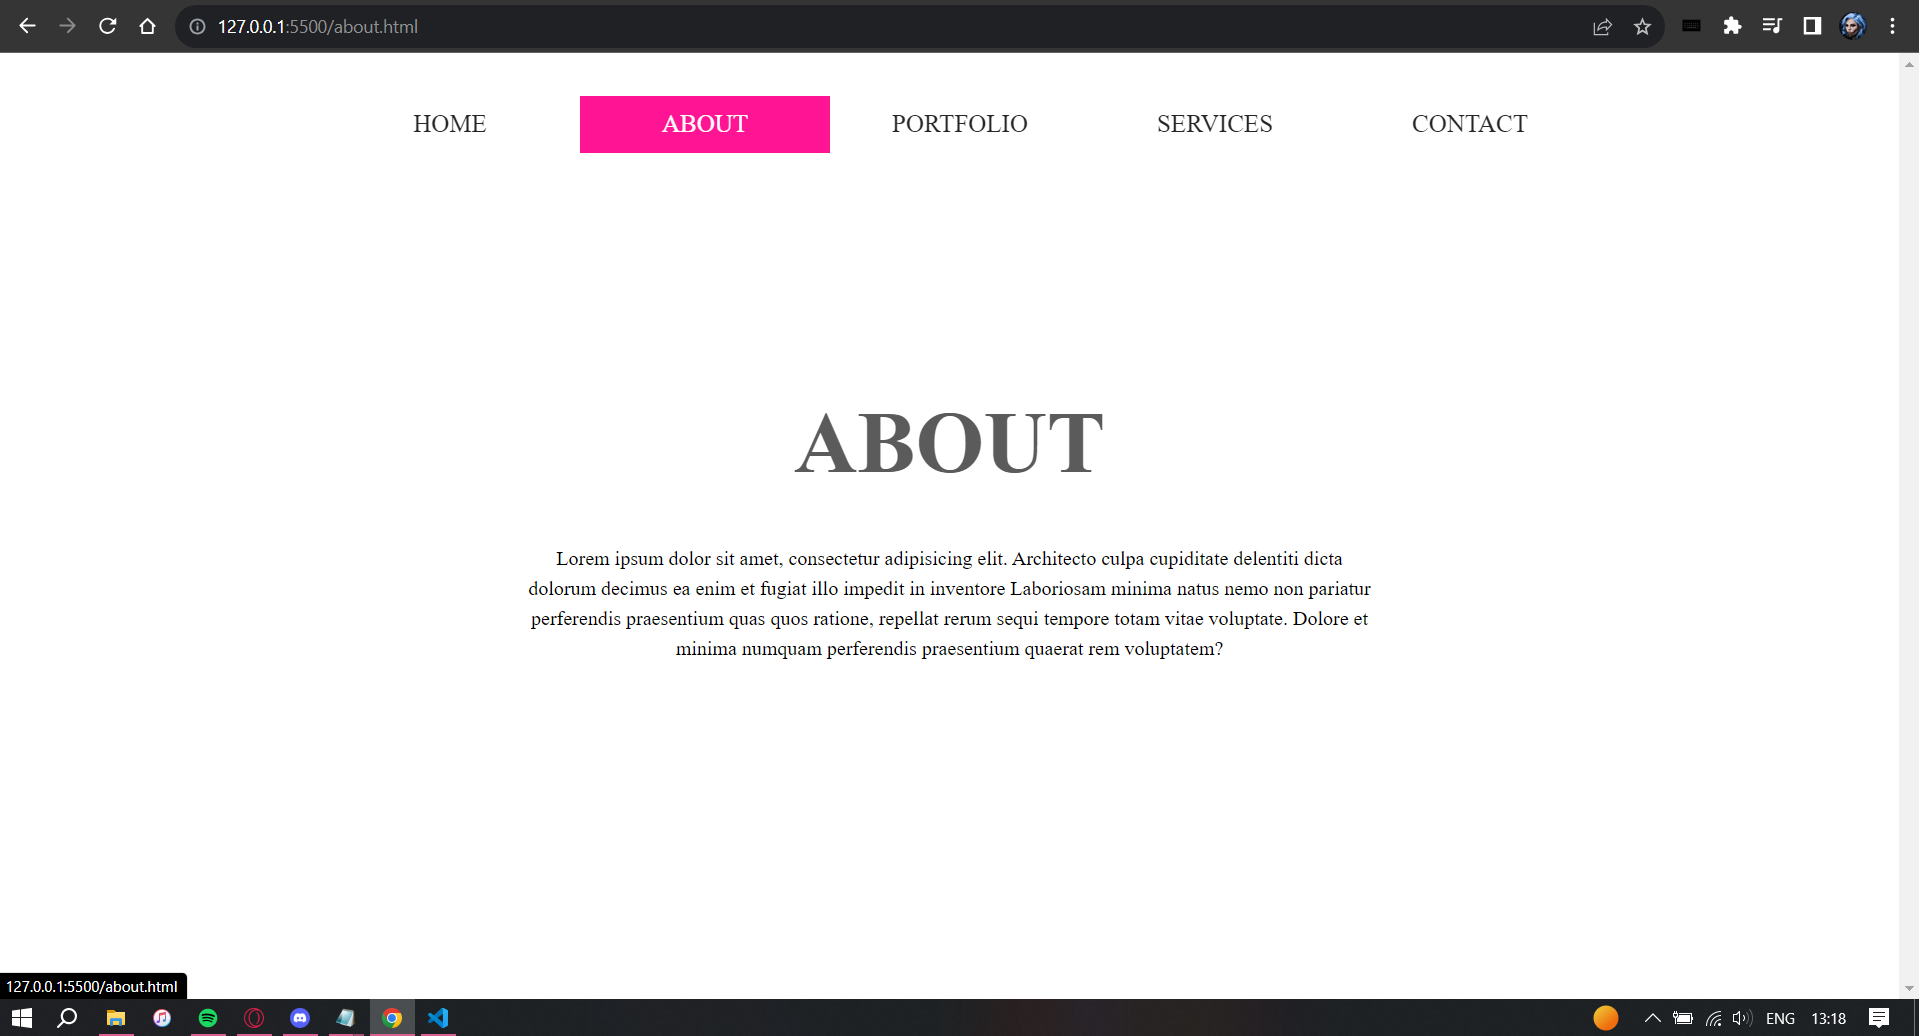 127.0.0.1:5500/about.html
HOME ABOUT PORTFOLIO SERVICES CONTACT
ABOUT
Lorem ipsum dolor sit amet, consectetur adipisicing elit. Architecto culpa cupiditate delentiti dicta
dolorum decimus ea enim et fugiat illo impedit in inventore Laboriosam minima natus nemo non pariatur
perferendis praesentium quas quos ratione, repellat rerum sequi tempore totam vitae voluptate. Dolore et
minima numquam perferendis praesentium quaerat rem voluptatem?
127.0.0.1:5500/about.html
ENG 13:18